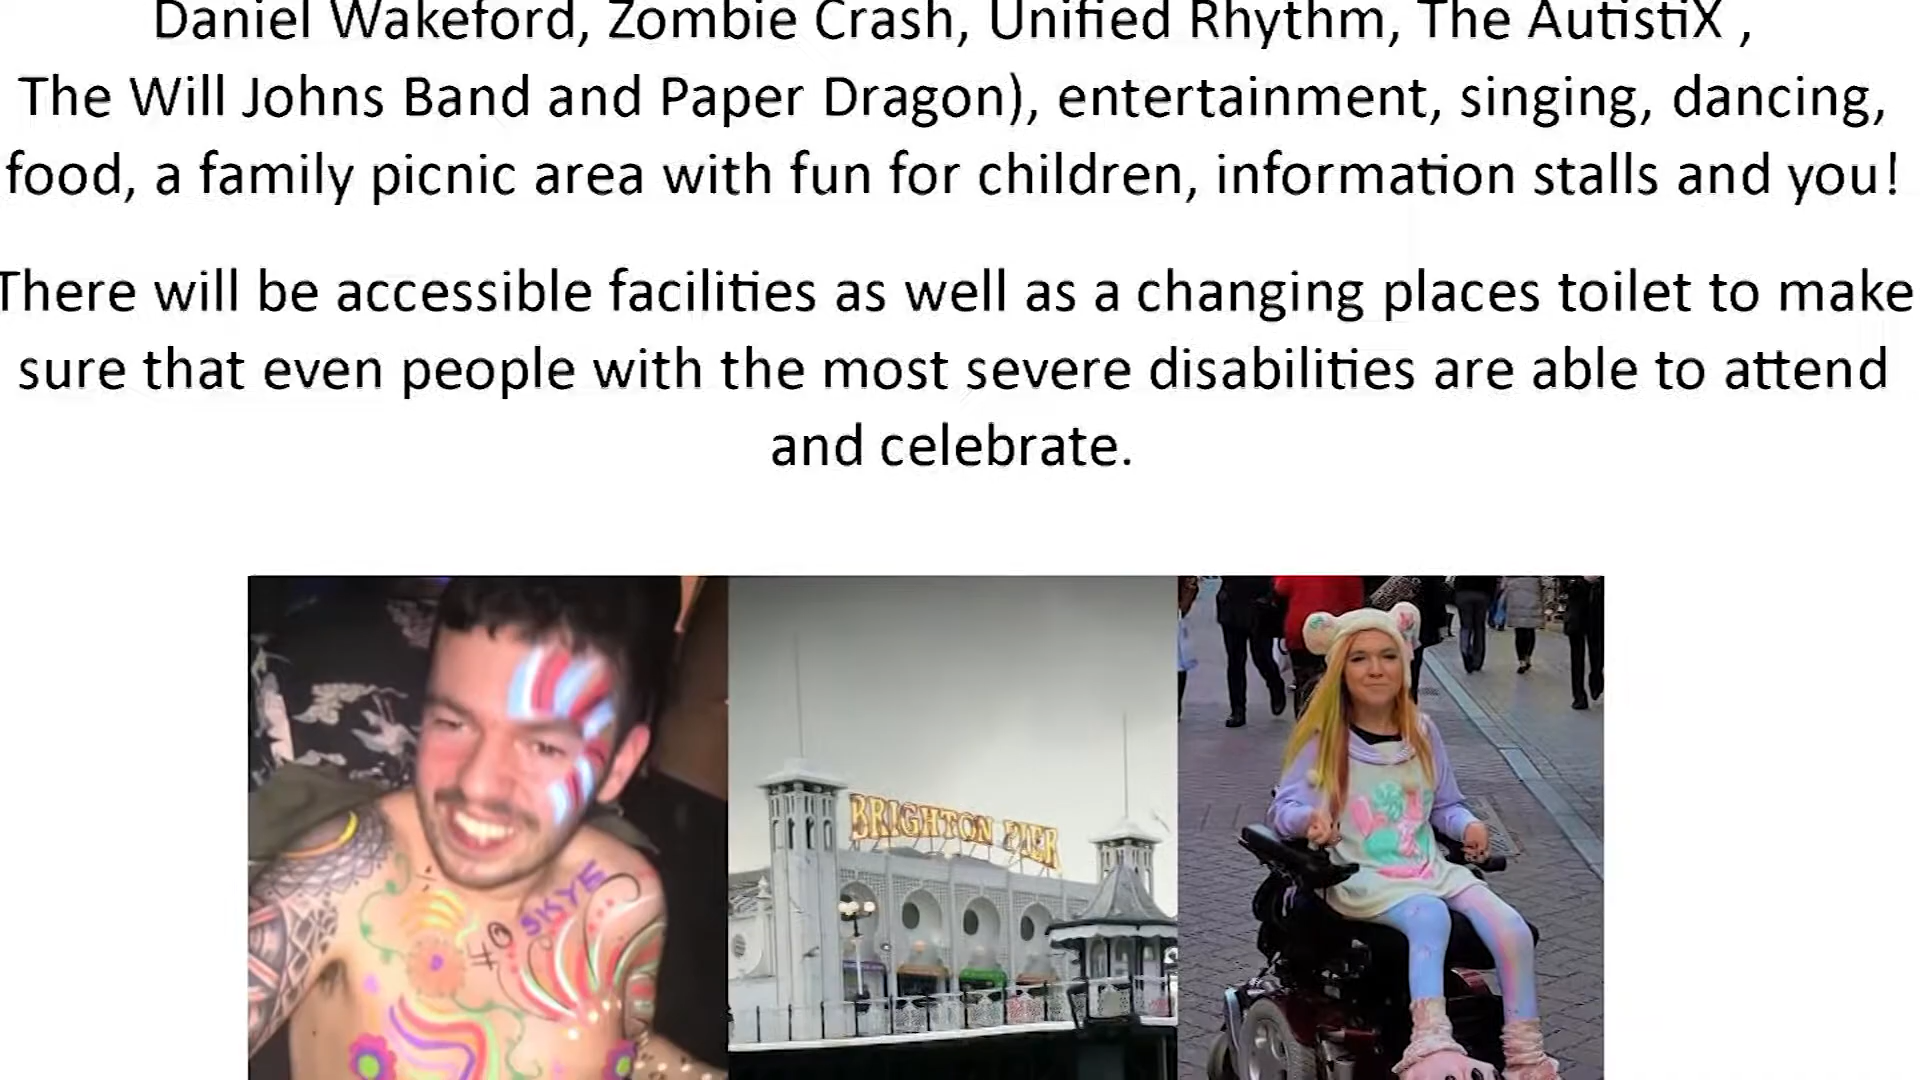 Daniel Wakeford, Zombie Crash, Unified Rhythm, The AutistiX ,
The Will Johns Band and Paper Dragon), entertainment, singing, dancing,
food, a family picnic area with fun for children, information stalls and you!
There will be accessible facilities as well as a changing places toilet to make
sure that even people with the most severe disabilities are able to attend
and celebrate.
#@ SKYE
BRIGHTON PIER